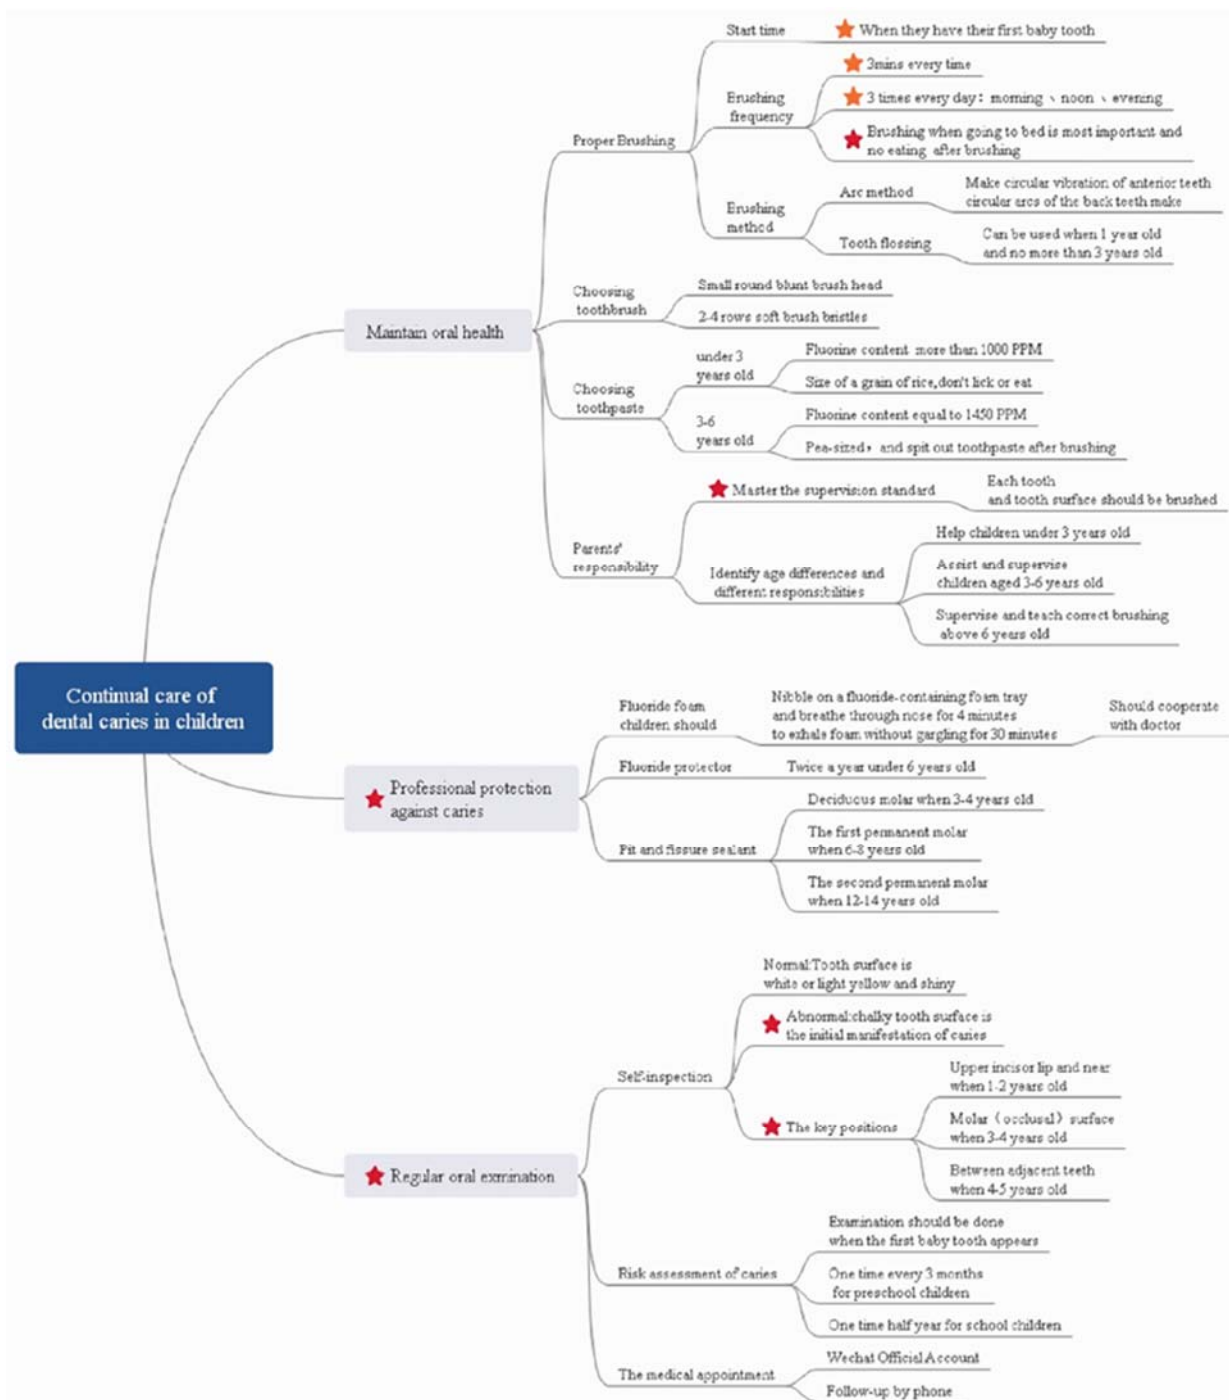 Start time
When they have their first baby tooth
3mins every time
Brushing
frequency
3 times every day：morning、noon、evening
Brushing when going to bed is most important and
no eating after brushing
Proper Brushing
Brushing
method
Arc method
Make circular vibration of anterior teeth
circular arcs of the back teeth make
Tooth flossing
Can be used when 1 year old
and no more than 3 years old
Choosing
toothbrush
Small round blunt brush head
2-4 rows soft brush bristles
Maintain oral health
Choosing
toothpaste
under 3
years old
Fluorine content more than 1000 PPM
Size of a grain of rice,don't lick or eat
3-6
years old
Fluorine content equal to 1450 PPM
Pea-sized，and spit out toothpaste after brushing
Parents'
responsibility
Master the supervision standard
Each tooth
and tooth surface should be brushed
Identify age differences and
different responsibilities
Help children under 3 years old
Assist and supervise
children aged 3-6 years old
Supervise and teach correct brushing
above 6 years old
Continual care of
dental caries in children
Professional protection
against caries
Fluoride foam
children should
Nibble on a fluoride-containing foam tray
and breathe through nose for 4 minutes
to exhale foam without gargling for 30 minutes
Should cooperate
with doctor
Fluoride protector
Twice a year under 6 years old
Pit and fissure sealant
Deciduous molar when 3-4 years old
The first permanent molar
when 6-8 years old
The second permanent molar
when 12-14 years old
Regular oral exmination
Self-inspection
Normal:Tooth surface is
white or light yellow and shiny
Abnormal:chalky tooth surface is
the initial manifestation of caries
The key positions
Upper incisor lip and near
when 1-2 years old
Molar（occlusal）surface
when 3-4 years old
Between adjacent teeth
when 4-5 years old
Risk assessment of caries
Examination should be done
when the first baby tooth appears
One time every 3 months
for preschool children
One time half year for school children
The medical appointment
Wechat Official Account
Follow-up by phone